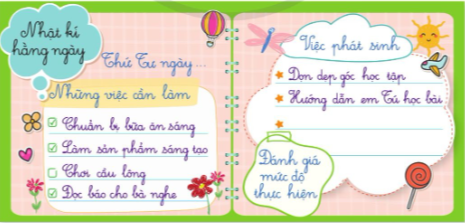 Nhật kí
hằng ngày
Thứ Tư ngày ...
Những việc cần làm
Chuẩn bị bữa ăn sáng
Làm sản phẩm sáng tạo
Chơi cầu lông
Đọc báo cho bà nghe
Việc phát sinh
Dọn dẹp góc học tập
Hướng dẫn em Tú học bài
Đánh giá
mức độ
thực hiện